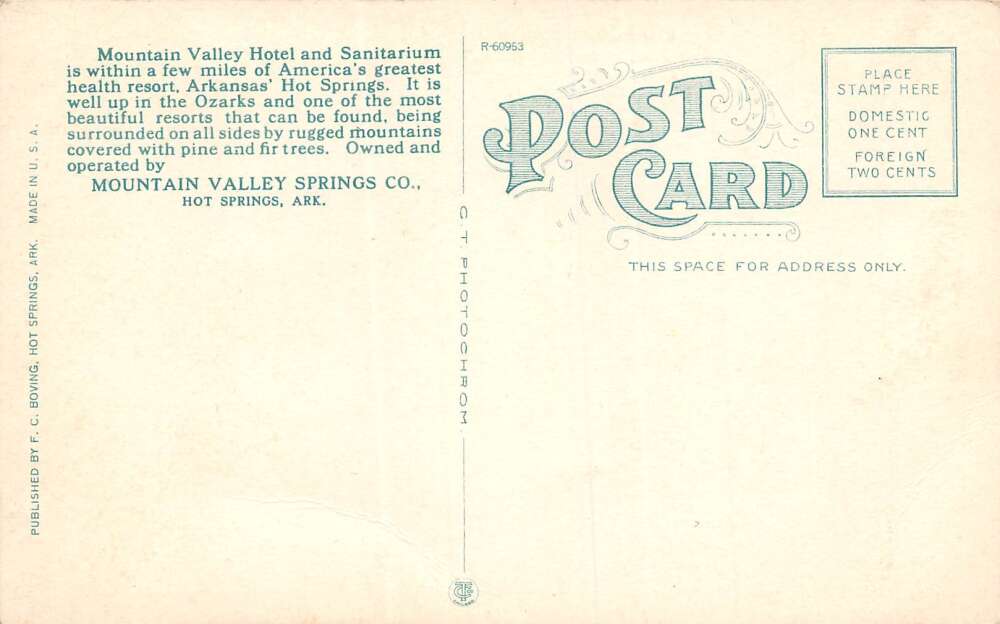 Mountain Valley Hotel and Sanitarium
is within a few miles of America's greatest
health resort, Arkansas' Hot Springs. It is
well up in the Ozarks and one of the most
beautiful resorts that can be found, being
surrounded on all sides by rugged mountains
covered with pine and fir trees. Owned and
operated by
MOUNTAIN VALLEY SPRINGS CO.,
HOT SPRINGS, ARK.
PUBLISHED BY F. C. BOVING, HOT SPRINGS, ARK. MADE IN U. S. A.
C. T. PHOTOCHROM
R-60953
POST
CARD
PLACE
STAMP HERE
DOMESTIC
ONE CENT
FOREIGN
TWO CENTS
THIS SPACE FOR ADDRESS ONLY.